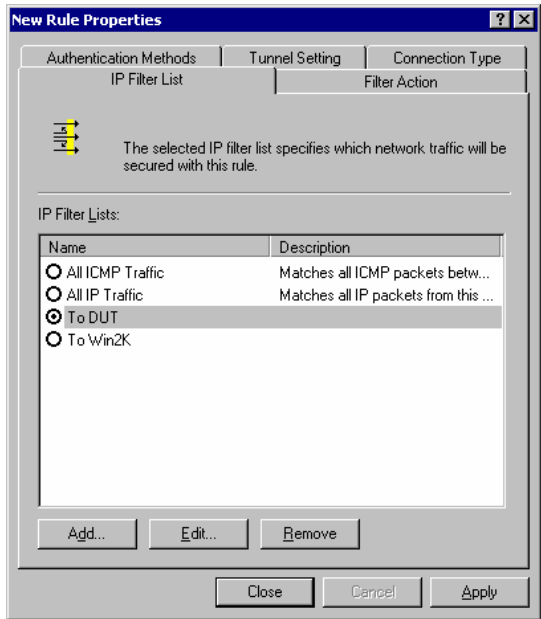 New Rule Properties
Authentication Methods Tunnel Setting Connection Type
IP Filter List Filter Action
The selected IP filter list specifies which network traffic will be
secured with this rule.
IP Filter Lists:
Name Description
All ICMP Traffic Matches all ICMP packets betw...
All IP Traffic Matches all IP packets from this ...
To DUT
To Win2K
Add... Edit... Remove
Close Cancel Apply